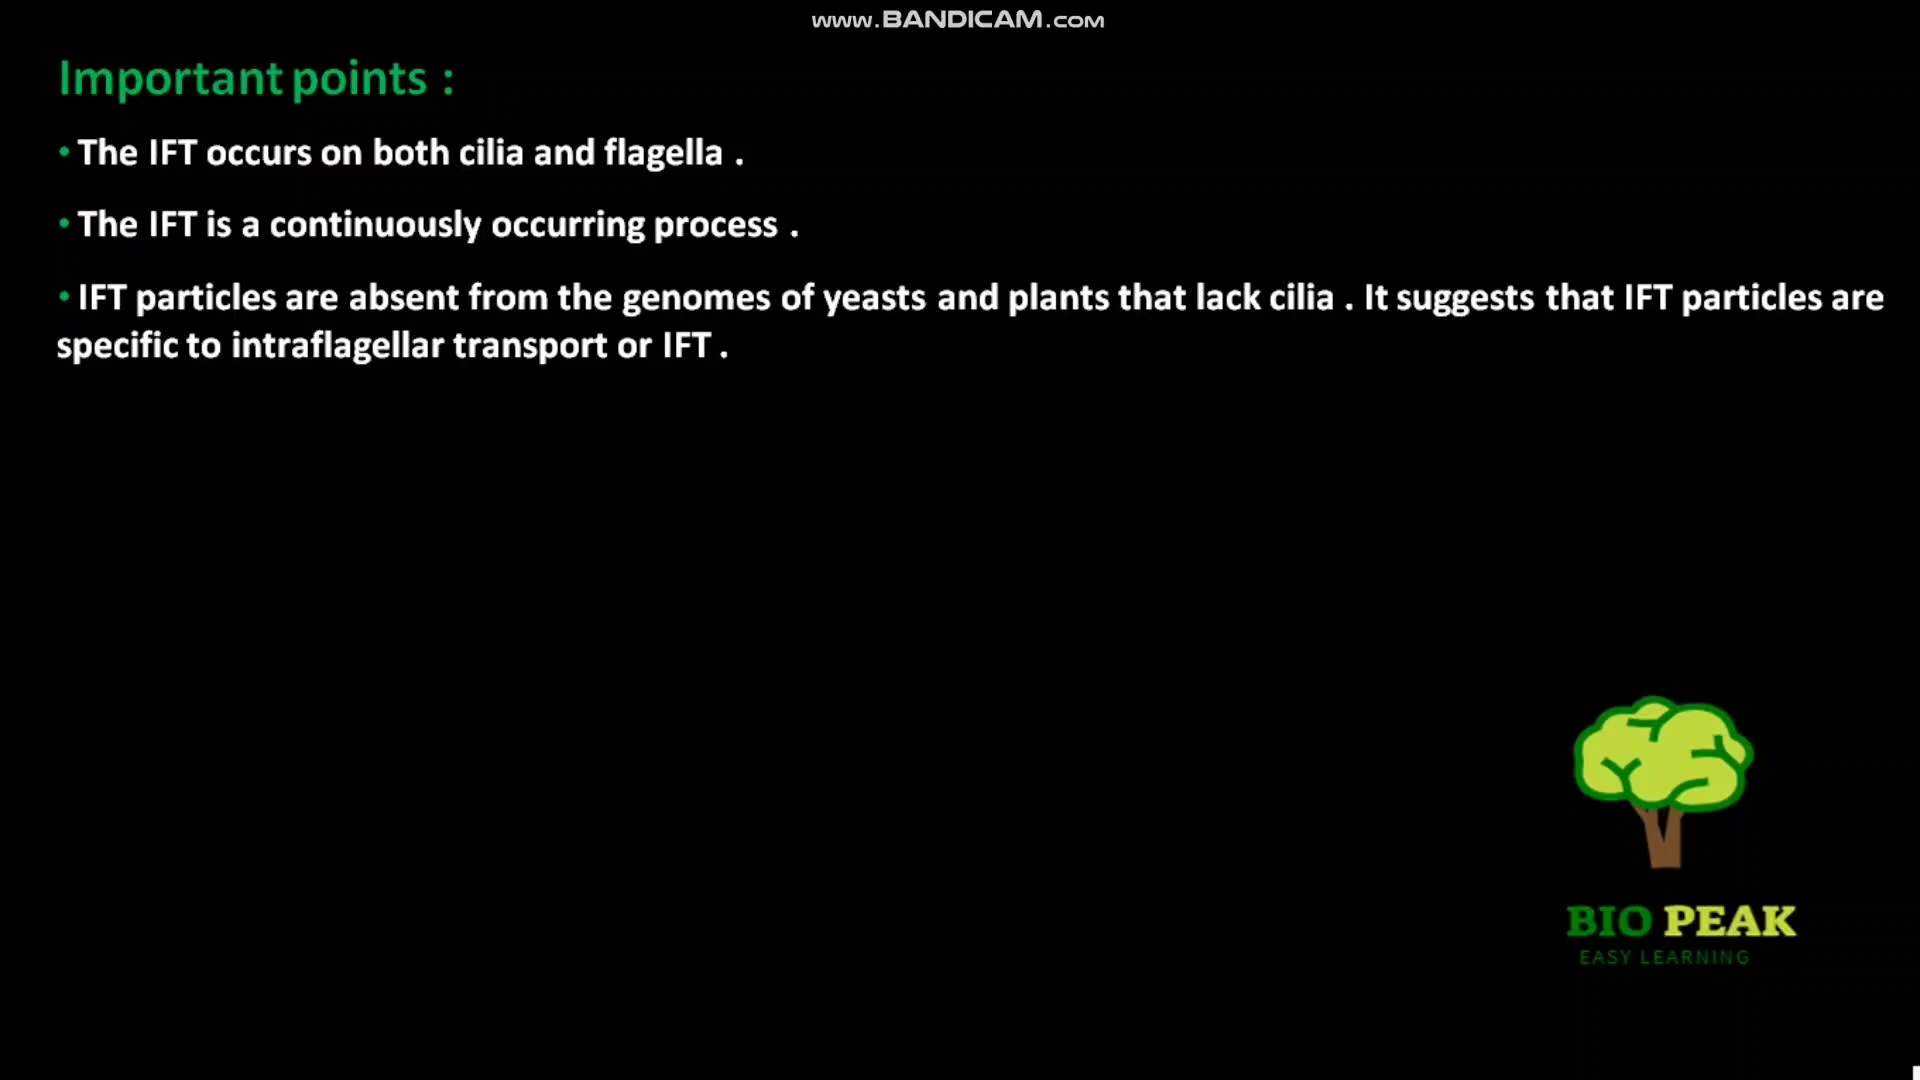 www.BANDICAM.com
Important points :
• The IFT occurs on both cilia and flagella .
• The IFT is a continuously occurring process .
• IFT particles are absent from the genomes of yeasts and plants that lack cilia . It suggests that IFT particles are
specific to intraflagellar transport or IFT .
BIO PEAK
EASY LEARNING